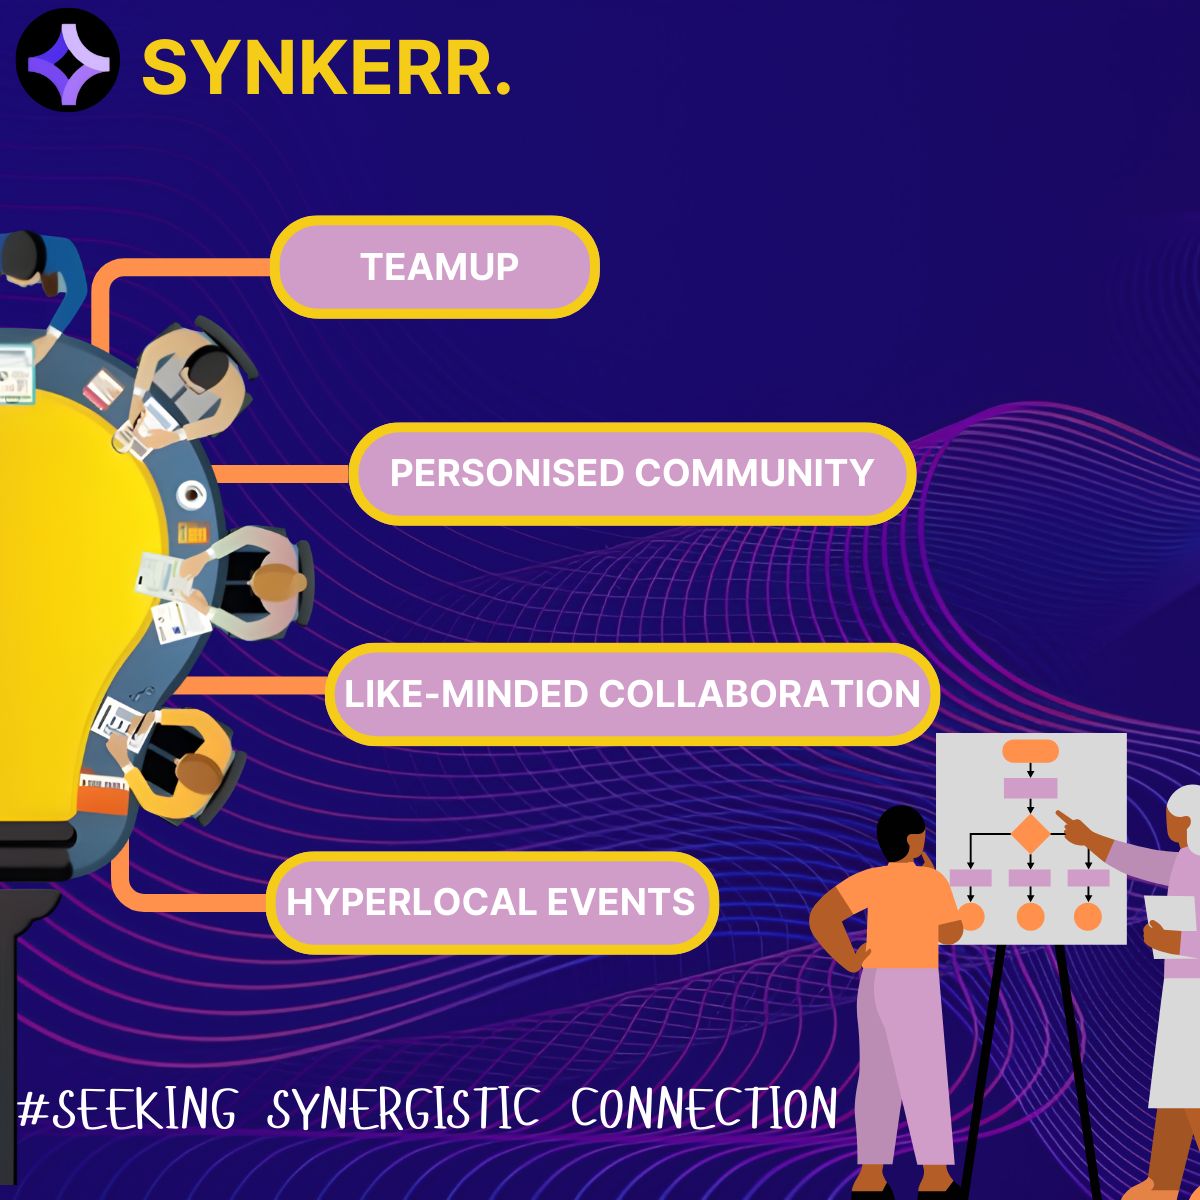 SYNKERR.
TEAMUP
PERSONISED COMMUNITY
LIKE-MINDED COLLABORATION
HYPERLOCAL EVENTS
#SEEKING SYNERGISTIC CONNECTION